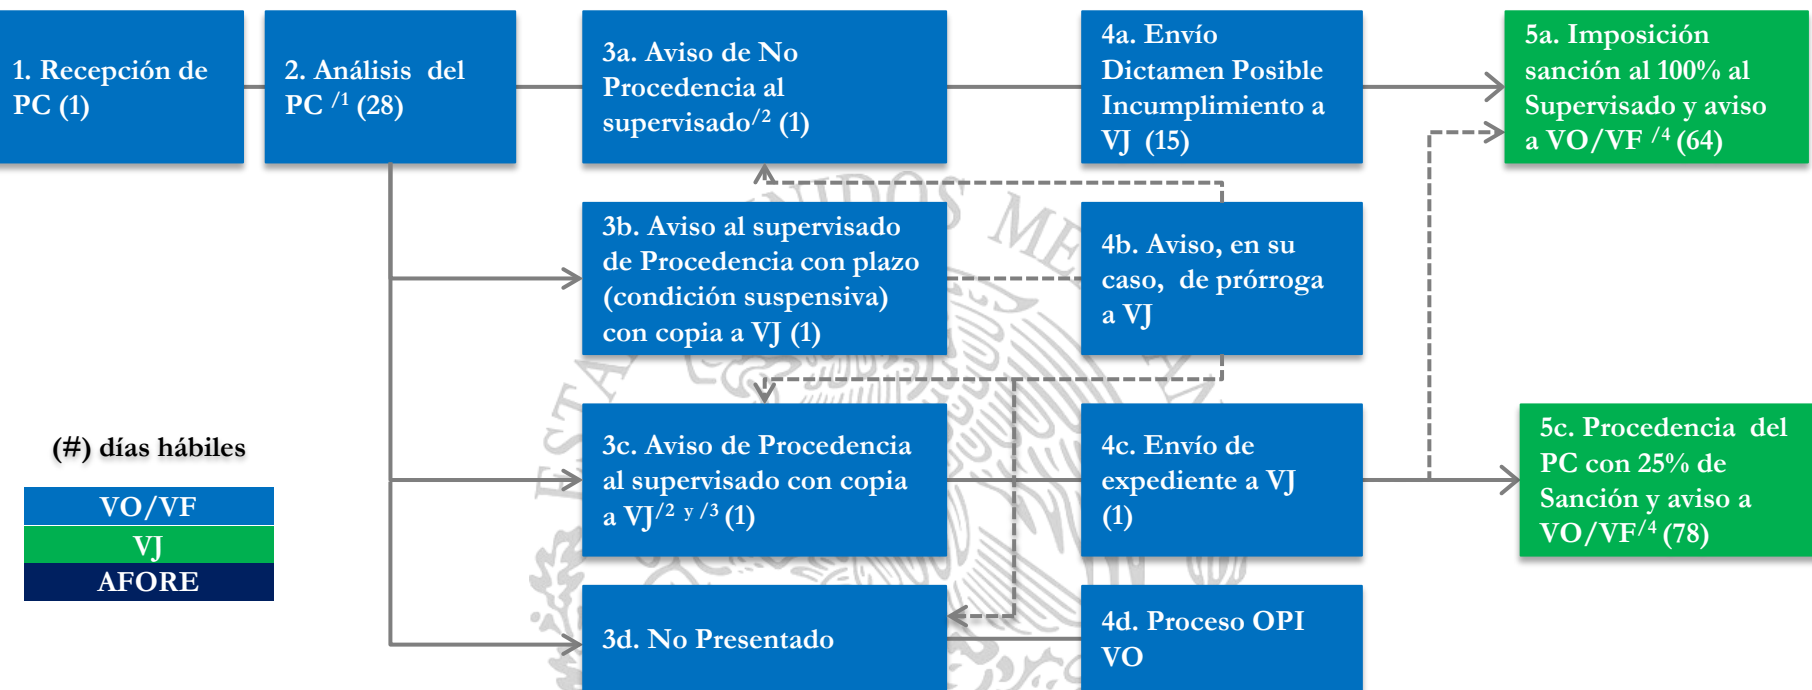 1. Recepción de
PC (1)
2. Análisis del
PC /1 (28)
3a. Aviso de No
Procedencia al
supervisado/2 (1)
4a. Envío
Dictamen Posible
Incumplimiento a
VJ (15)
5a. Imposición
sanción al 100% al
Supervisado y aviso
a VO/VF /4 (64)
3b. Aviso al supervisado
de Procedencia con plazo
(condición suspensiva)
con copia a VJ (1)
4b. Aviso, en su
caso, de prórroga
a VJ
3c. Aviso de Procedencia
al supervisado con copia
a VJ/2 y /3 (1)
4c. Envío de
expediente a VJ
(1)
5c. Procedencia del
PC con 25% de
Sanción y aviso a
VO/VF/4 (78)
3d. No Presentado
4d. Proceso OPI
VO
(#) días hábiles
VO/VF
VJ
AFORE